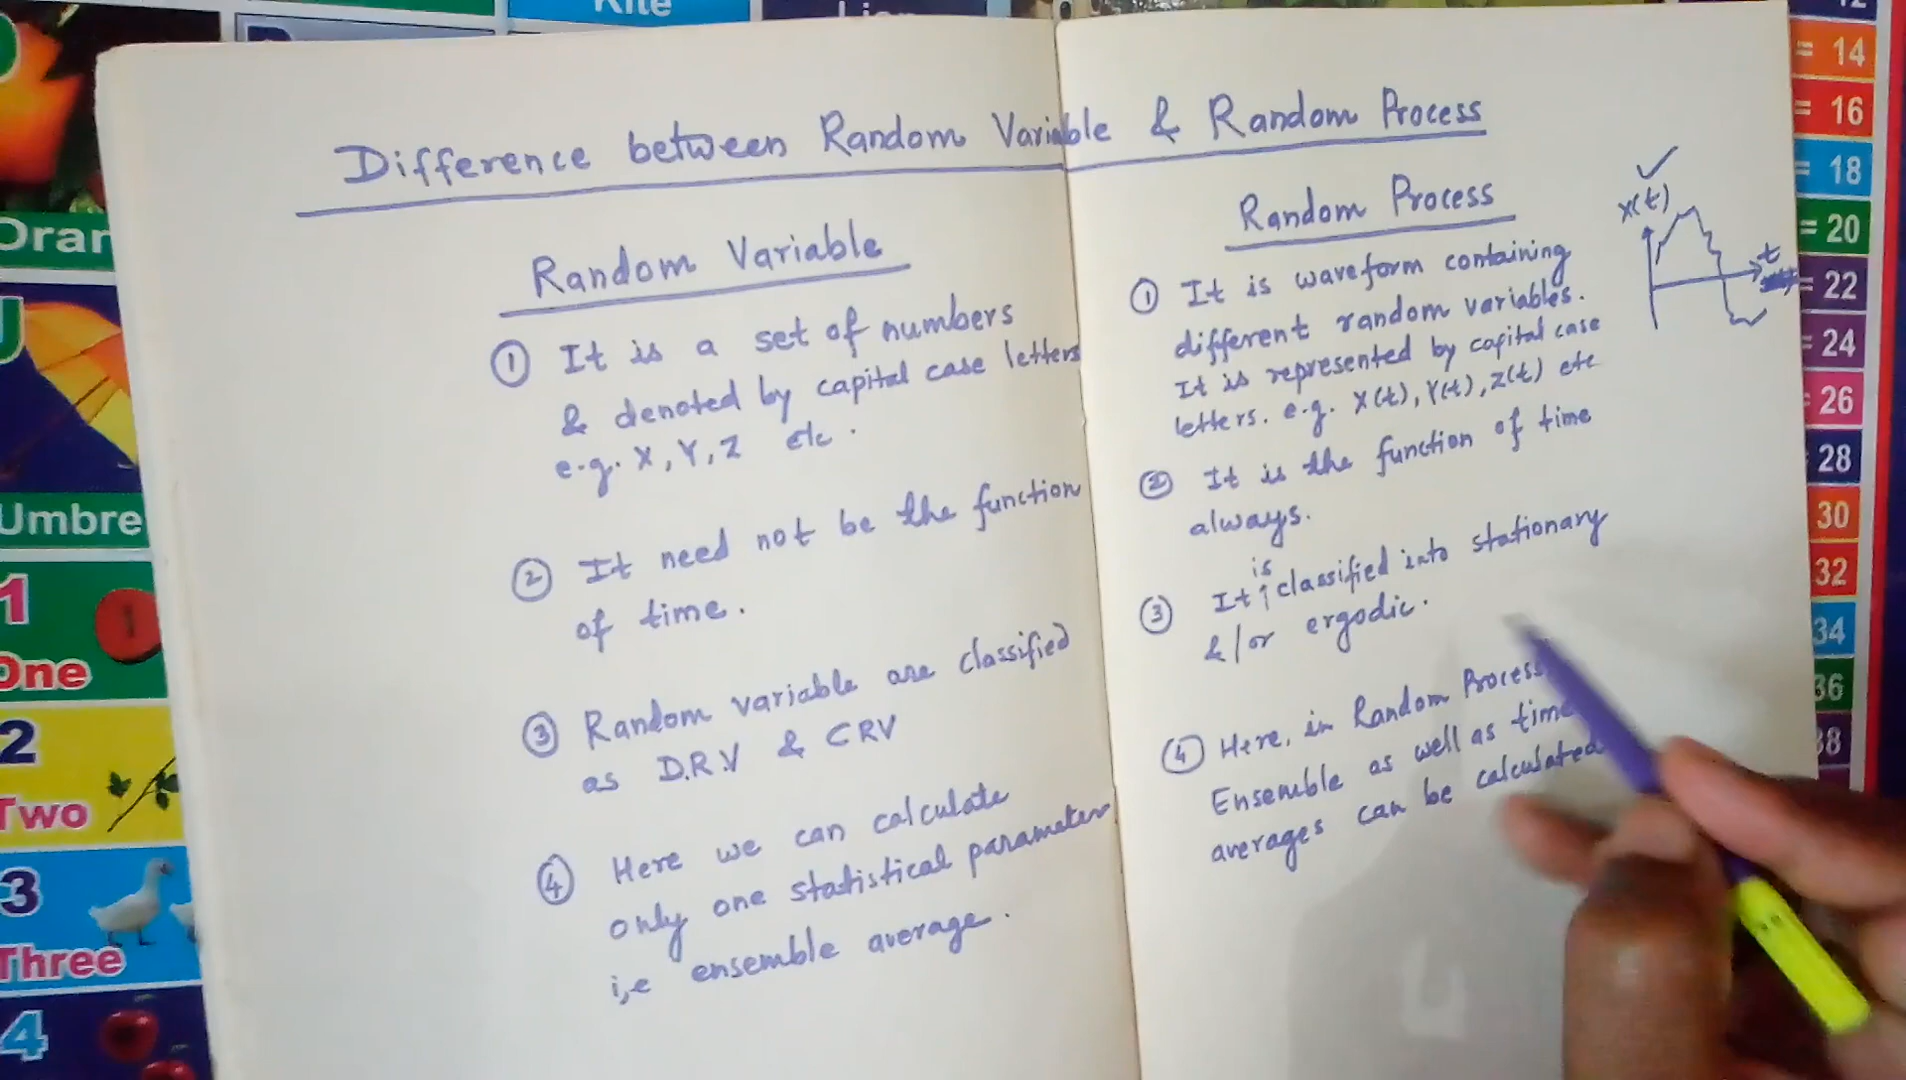 Kite
Difference between Random Variable & Random Process
Random Variable
① It is a set of numbers
& denoted by capital case letters
e.g. X, Y, Z etc.
② It need not be the function
of time.
③ Random variable are classified
as D.R.V & CRV
④ Here we can calculate
only one statistical parameter
i,e ensemble average.
Random Process
① It is waveform containing
different random variables.
It is represented by capital case
letters. e.g. X(t), Y(t), Z(t) etc
② It is the function of time
always.
③ It is classified into stationary
& / or ergodic.
④ Here, in Random Process
Ensemble as well as time
averages can be calculated
X(t)
t
Oran
Umbre
1
1
One
2
Two
3
Three
4
12
= 14
= 16
= 18
= 20
= 22
= 24
= 26
28
30
32
34
36
38